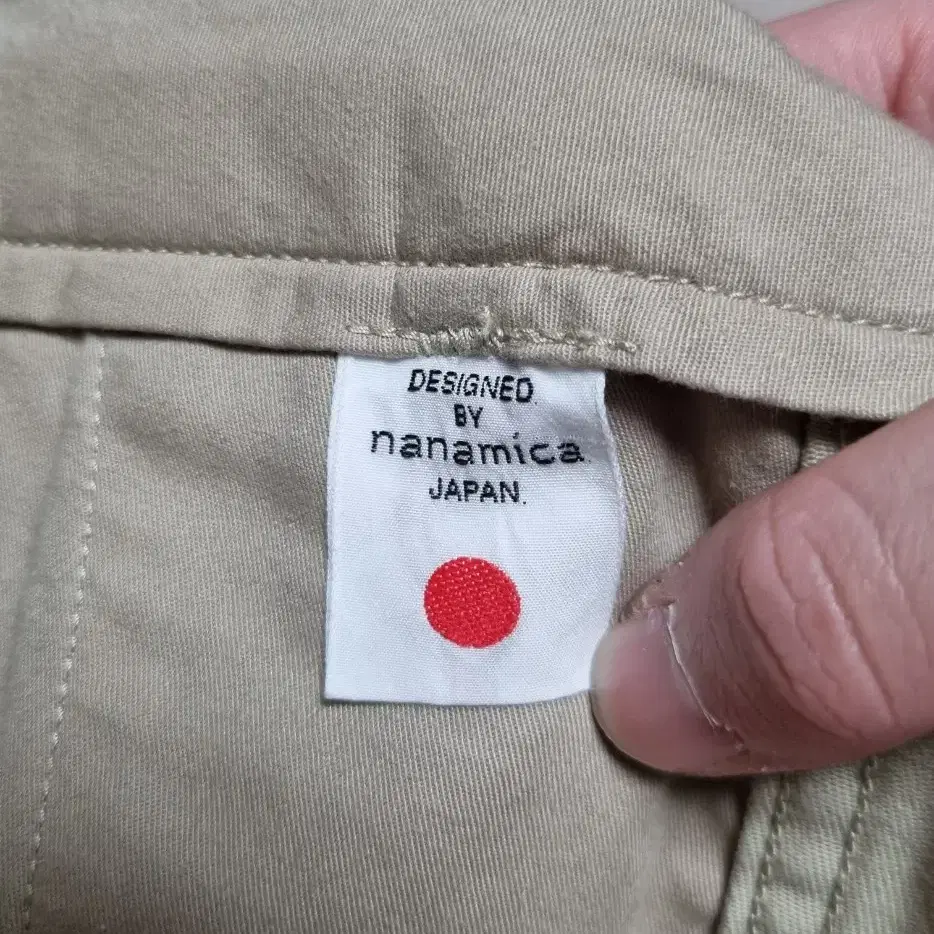 DESIGNED.
BY
nanamica.
JAPAN.